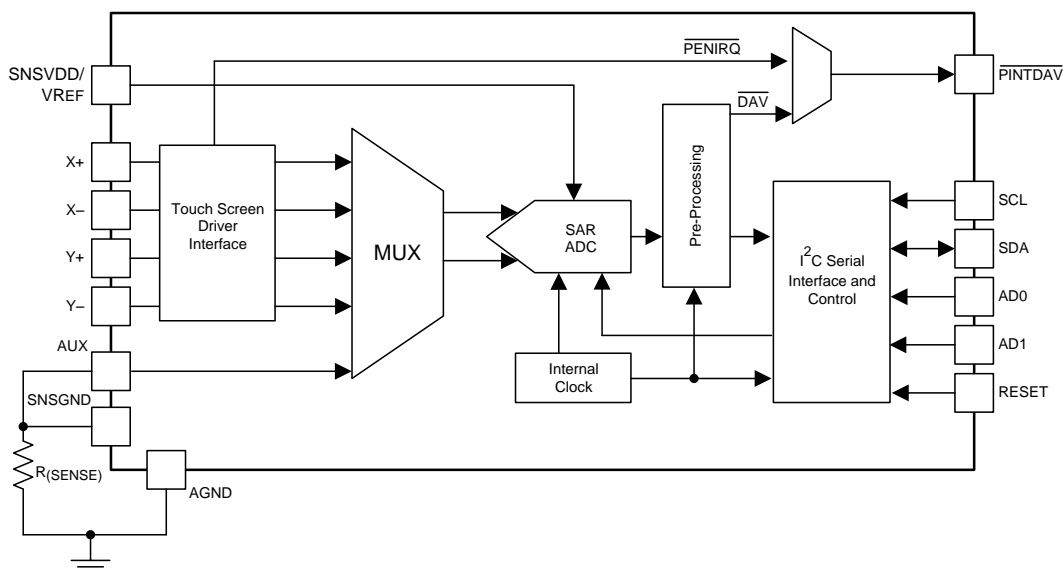 PENIRQ
SNSVDD/
VREF
PINTDAV
DAV
X+
X–
Y+
Y–
Touch Screen
Driver
Interface
MUX
SAR
ADC
Pre-Processing
I2C Serial
Interface and
Control
SCL
SDA
AD0
AD1
RESET
AUX
Internal
Clock
SNSGND
R(SENSE)
AGND